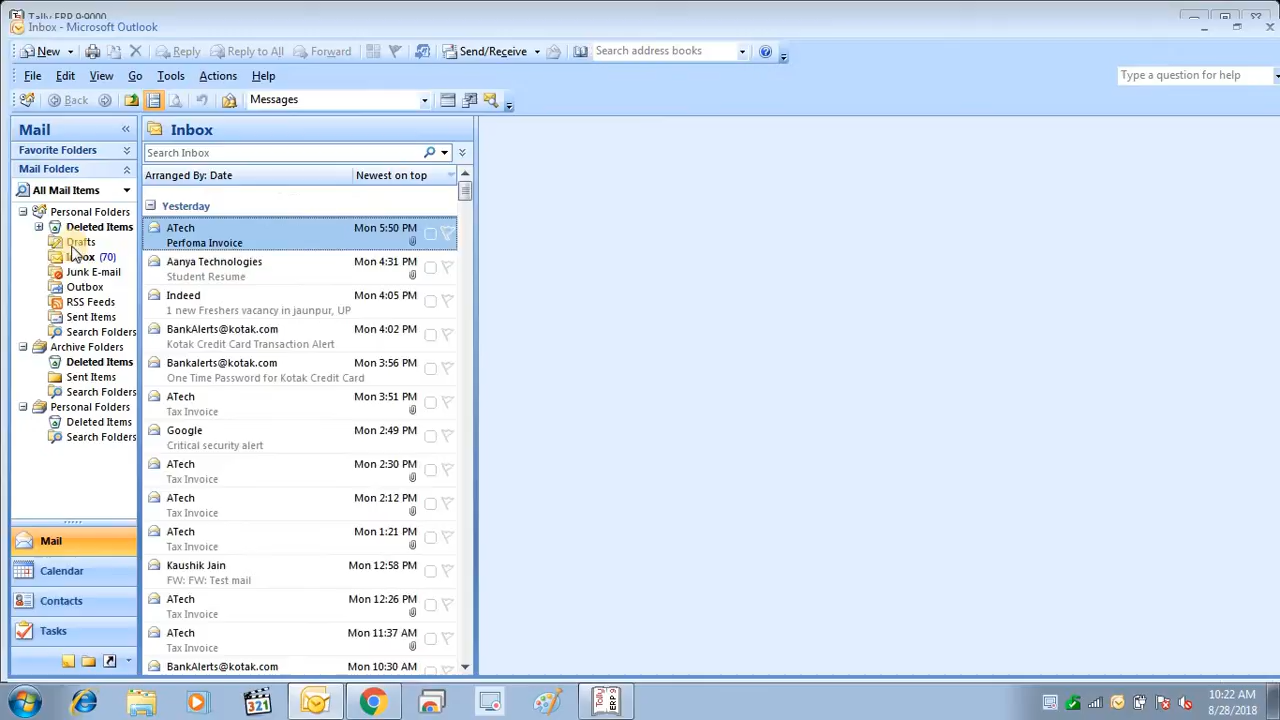 Tally ERP 9:9000
Inbox - Microsoft Outlook
New Reply Reply to All Forward Send/Receive Search address books
File Edit View Go Tools Actions Help Type a question for help
Back Messages
Mail «
Favorite Folders
Mail Folders
All Mail Items
Personal Folders
Deleted Items
Drafts
(70)
Junk E-mail
Outbox
RSS Feeds
Sent Items
Search Folders
Archive Folders
Deleted Items
Sent Items
Search Folders
Personal Folders
Deleted Items
Search Folders
Mail
Calendar
Contacts
Tasks
Inbox
Search Inbox
Arranged By: Date Newest on top
Yesterday
ATech Mon 5:50 PM
Perfoma Invoice
Aanya Technologies Mon 4:31 PM
Student Resume
Indeed Mon 4:05 PM
1 new Freshers vacancy in jaunpur, UP
BankAlerts@kotak.com Mon 4:02 PM
Kotak Credit Card Transaction Alert
Bankalerts@kotak.com Mon 3:56 PM
One Time Password for Kotak Credit Card
ATech Mon 3:51 PM
Tax Invoice
Google Mon 2:49 PM
Critical security alert
ATech Mon 2:30 PM
Tax Invoice
ATech Mon 2:12 PM
Tax Invoice
ATech Mon 1:21 PM
Tax Invoice
Kaushik Jain Mon 12:58 PM
FW: FW: Test mail
ATech Mon 12:26 PM
Tax Invoice
ATech Mon 11:37 AM
Tax Invoice
BankAlerts@kotak.com Mon 10:30 AM
321
Tally
ERP 9
10:22 AM
8/28/2018